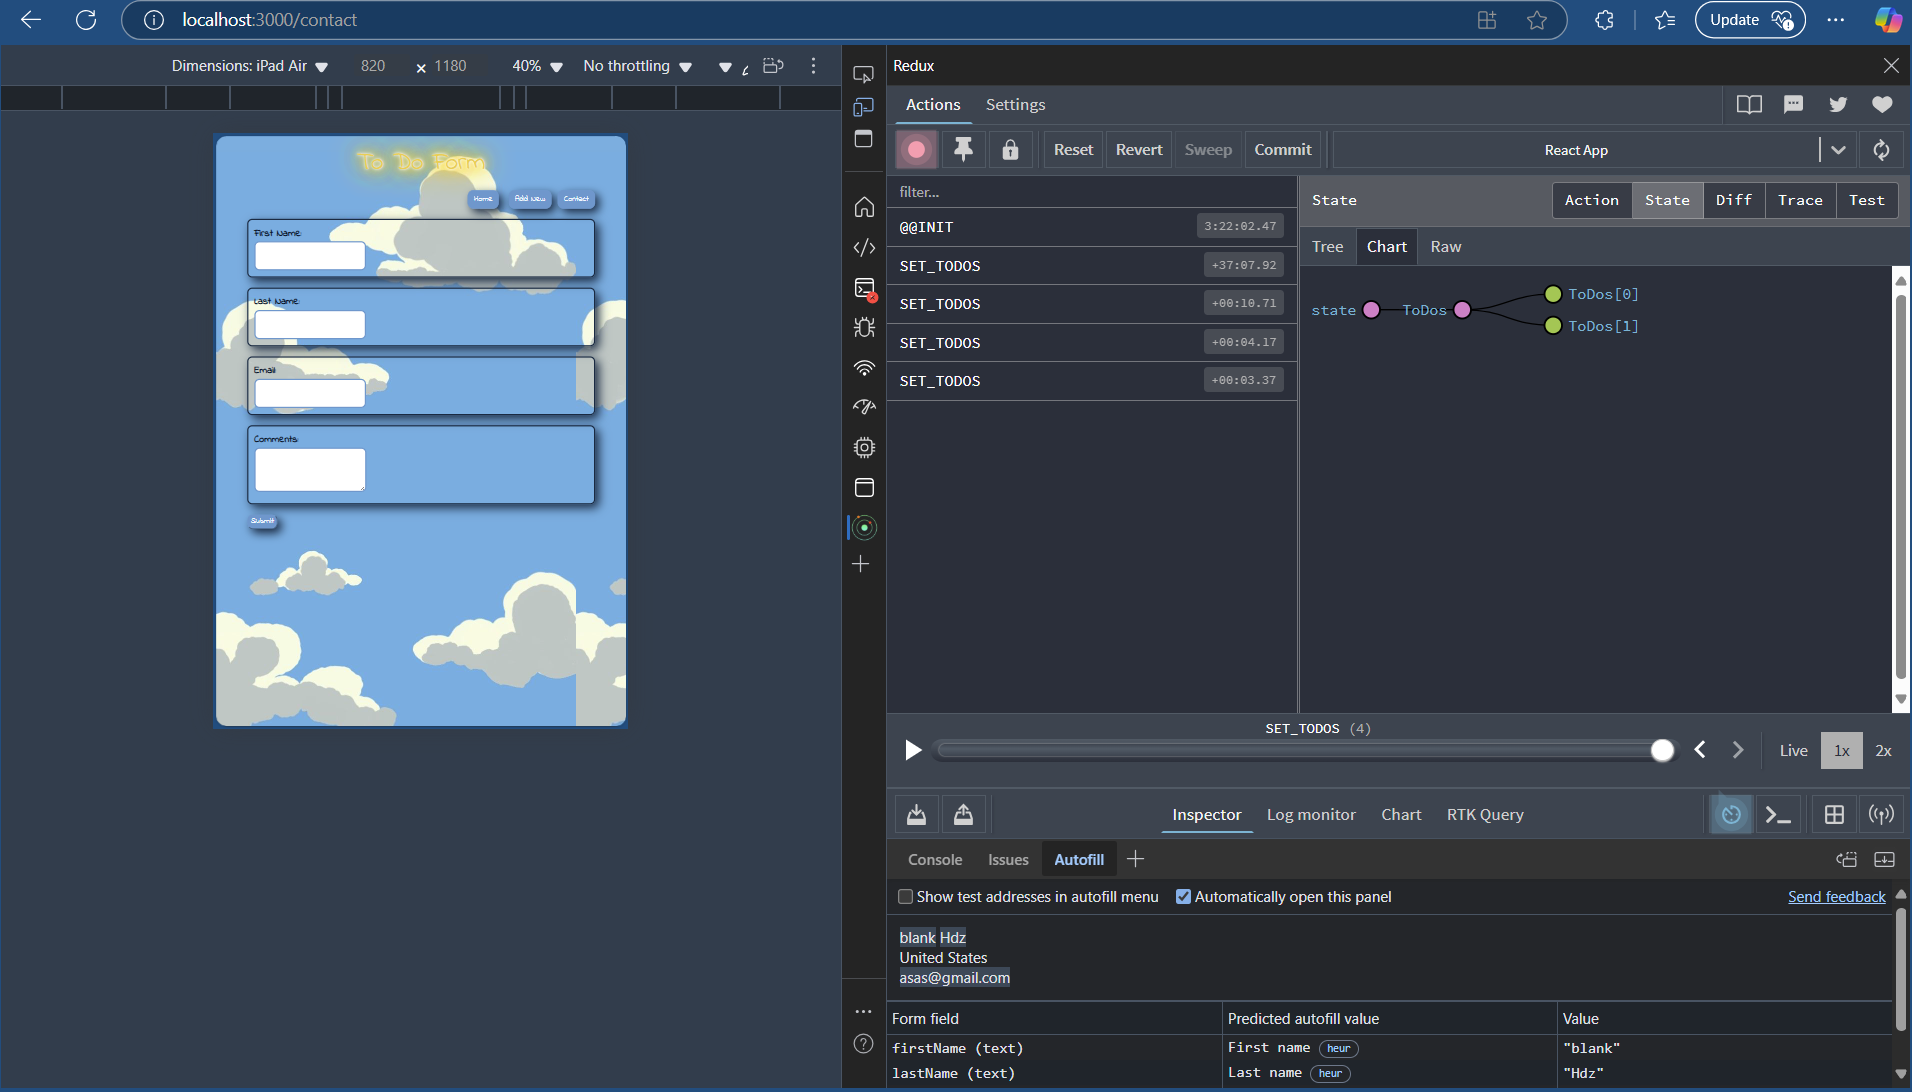 localhost:3000/contact
Update
Dimensions: iPad Air
820
× 1180
40%
No throttling
To Do Form
Home
Add New
Contact
First Name:
Last Name:
Email:
Comments:
Submit
Redux
Actions
Settings
Reset
Revert
Sweep
Commit
React App
filter...
@@INIT
3:22:02.47
SET_TODOS
+37:07.92
SET_TODOS
+00:10.71
SET_TODOS
+00:04.17
SET_TODOS
+00:03.37
State
Action
State
Diff
Trace
Test
Tree
Chart
Raw
state
ToDos
ToDos[0]
ToDos[1]
SET_TODOS (4)
Live
1x
2x
Inspector
Log monitor
Chart
RTK Query
Console
Issues
Autofill
Show test addresses in autofill menu
Automatically open this panel
Send feedback
blank Hdz
United States
asas@gmail.com
Form field
Predicted autofill value
Value
firstName (text)
First name heur
"blank"
lastName (text)
Last name heur
"Hdz"